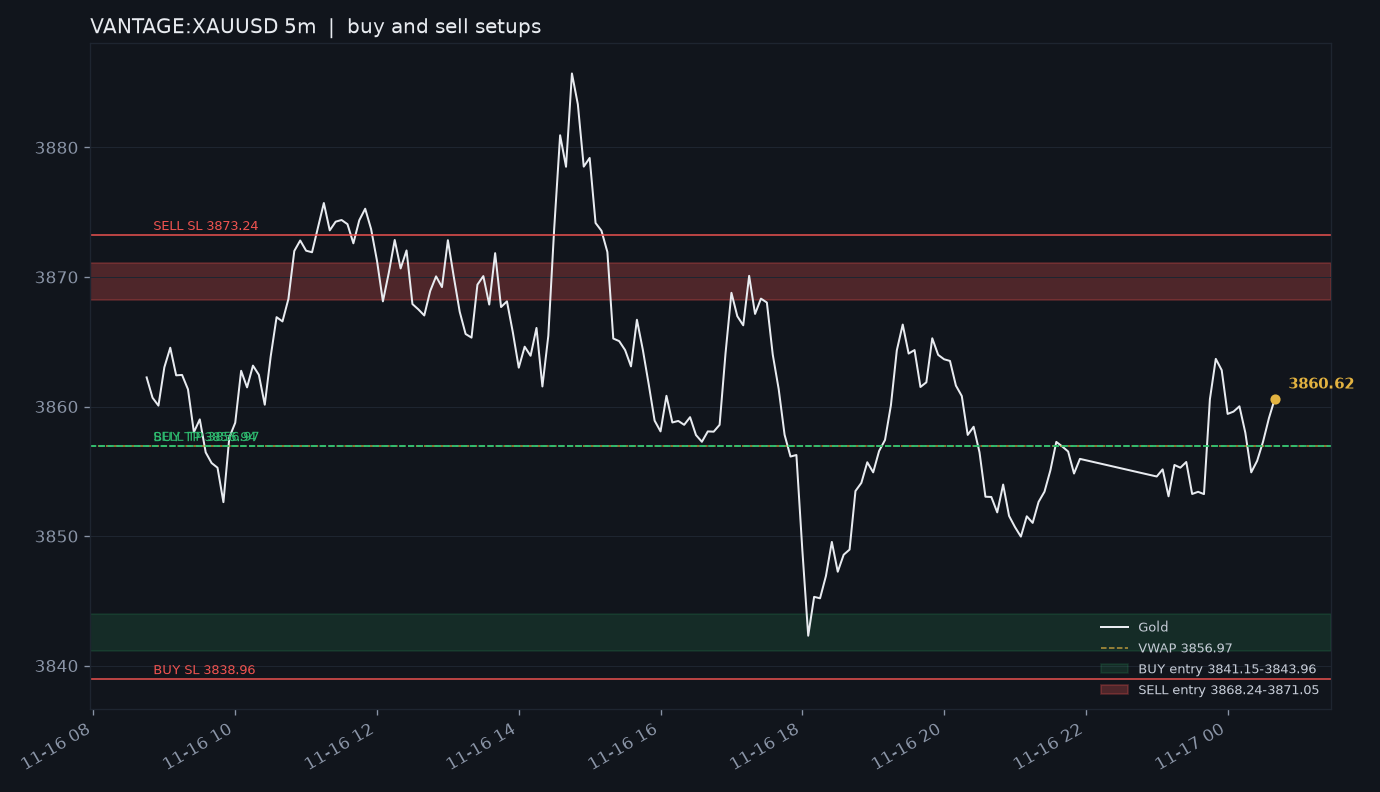 VANTAGE:XAUUSD 5m | buy and sell setups
3880
3870
3860
3850
3840
SELL SL 3873.24
3860.62
BUY SL 3838.96
Gold
VWAP 3856.97
BUY entry 3841.15-3843.96
SELL entry 3868.24-3871.05
11-16 08
11-16 10
11-16 12
11-16 14
11-16 16
11-16 18
11-16 20
11-16 22
11-17 00